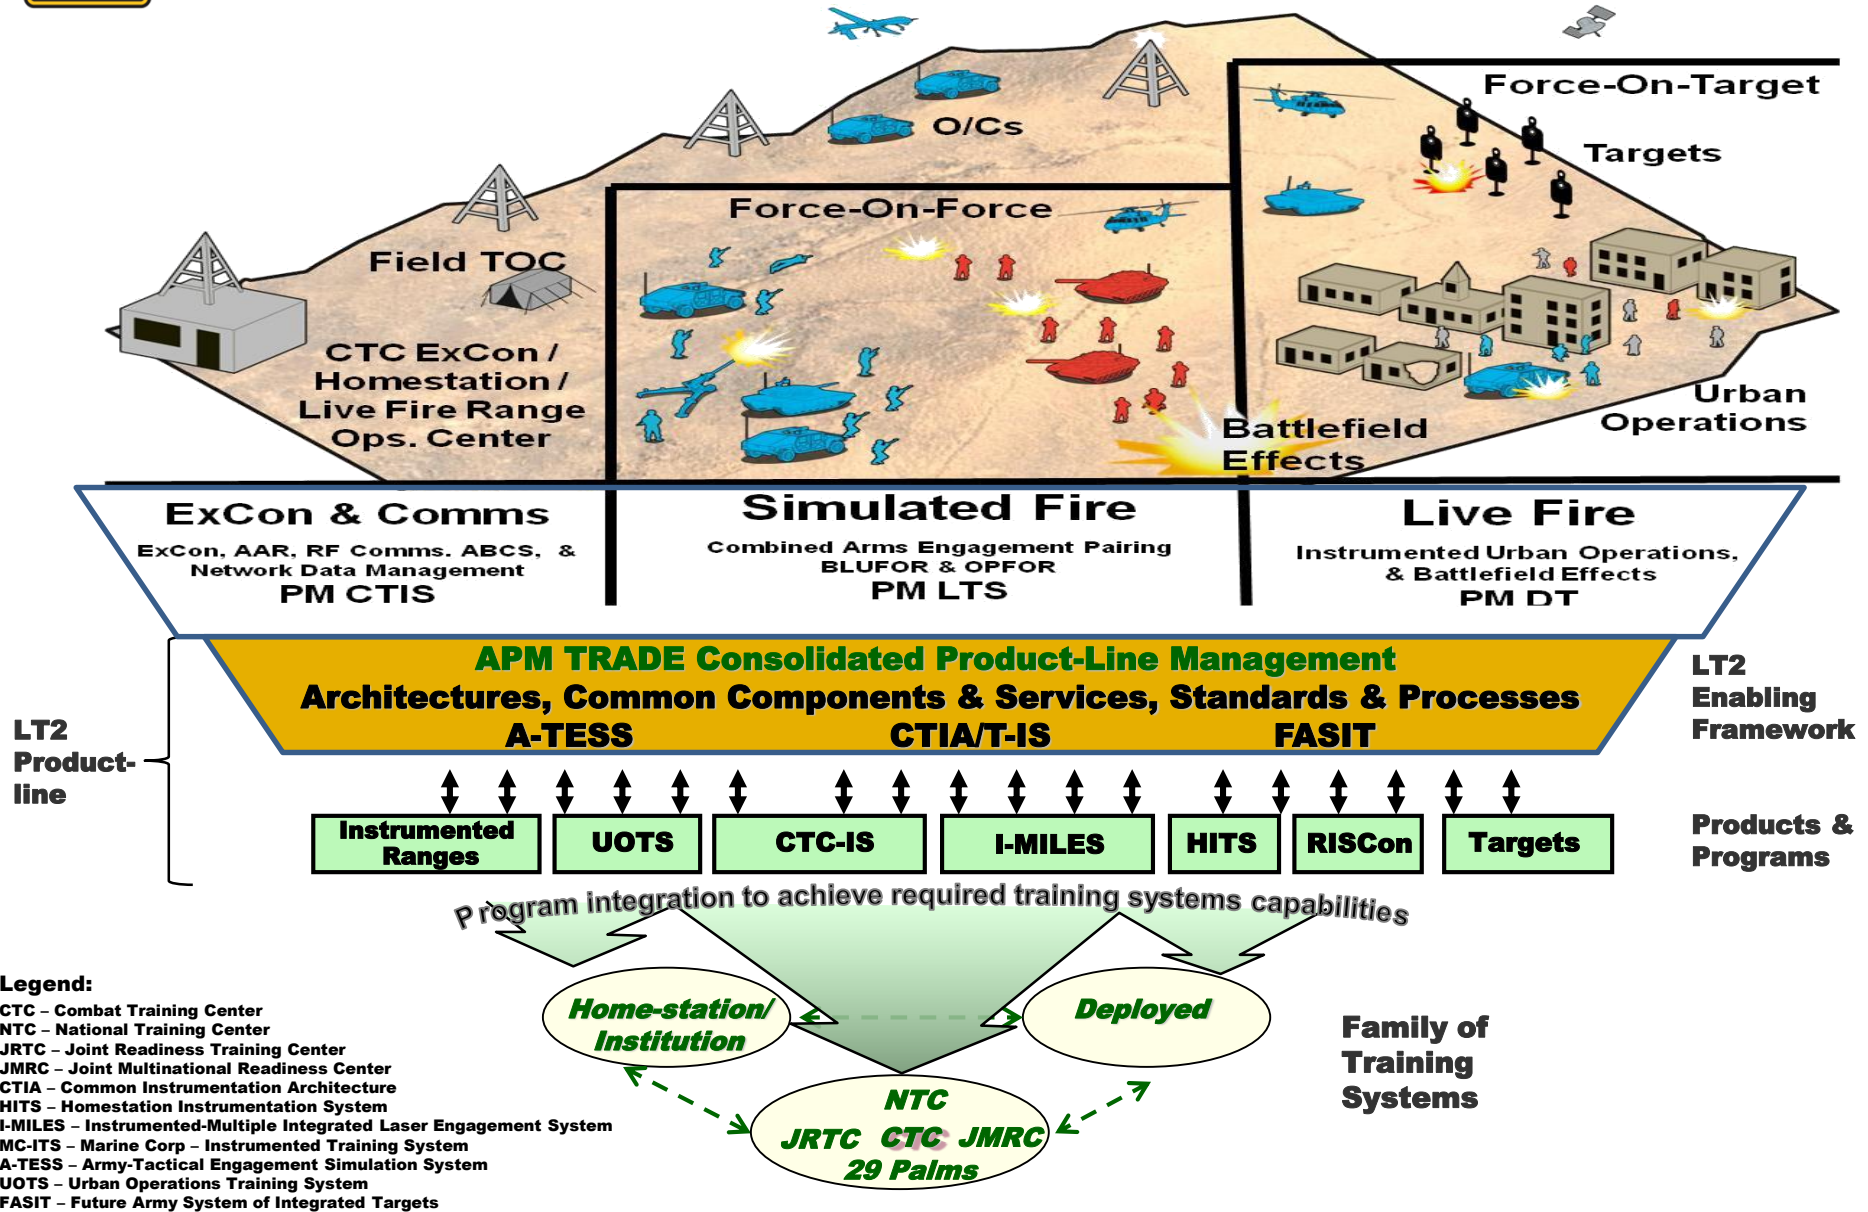 Force-On-Target
O/Cs
Targets
Force-On-Force
Field TOC
CTC ExCon /
Homestation /
Live Fire Range
Ops. Center
Urban
Operations
Battlefield
Effects
ExCon & Comms
ExCon, AAR, RF Comms. ABCS, &
Network Data Management
PM CTIS
Simulated Fire
Combined Arms Engagement Pairing
BLUFOR & OPFOR
PM LTS
Live Fire
Instrumented Urban Operations,
& Battlefield Effects
PM DT
APM TRADE Consolidated Product-Line Management
Architectures, Common Components & Services, Standards & Processes
A-TESS CTIA/T-IS FASIT
LT2
Product-
line
LT2
Enabling
Framework
Instrumented
Ranges
UOTS
CTC-IS
I-MILES
HITS
RISCon
Targets
Products &
Programs
Program integration to achieve required training systems capabilities
Home-station/
Institution
Deployed
NTC
JRTC CTC JMRC
29 Palms
Family of
Training
Systems
Legend:
CTC – Combat Training Center
NTC – National Training Center
JRTC – Joint Readiness Training Center
JMRC – Joint Multinational Readiness Center
CTIA – Common Instrumentation Architecture
HITS – Homestation Instrumentation System
I-MILES – Instrumented-Multiple Integrated Laser Engagement System
MC-ITS – Marine Corp – Instrumented Training System
A-TESS – Army-Tactical Engagement Simulation System
UOTS – Urban Operations Training System
FASIT – Future Army System of Integrated Targets